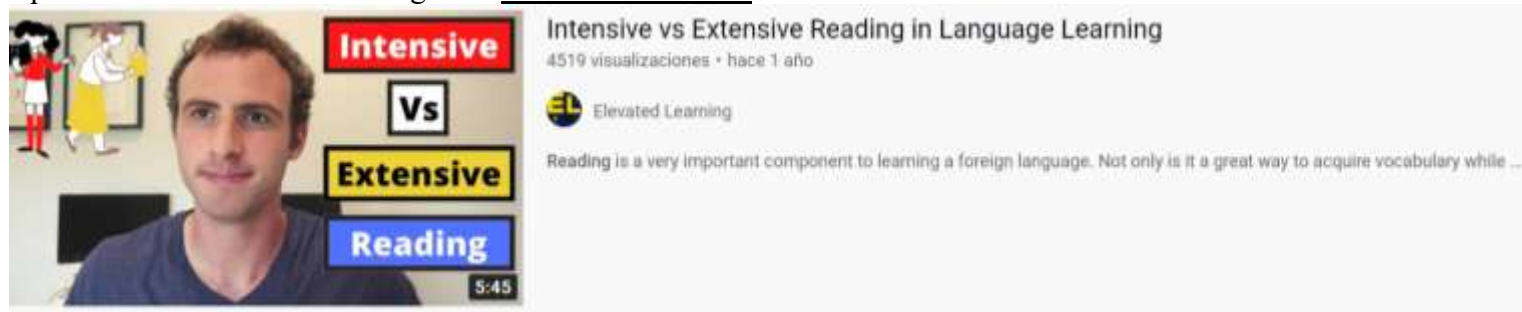 Intensive
Vs
Extensive
Reading
5:45
Intensive vs Extensive Reading in Language Learning
4519 visualizaciones • hace 1 año
EL
Elevated Learning
Reading is a very important component to learning a foreign language. Not only is it a great way to acquire vocabulary while ...